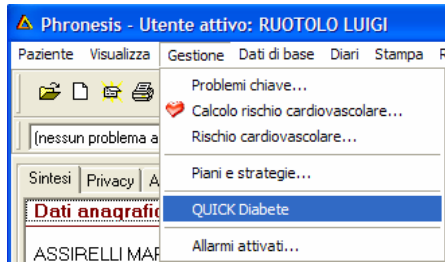 Phronesis - Utente attivo: RUOTOLO LUIGI
Paziente Visualizza Gestione Dati di base Diari Stampa
Problemi chiave...
Calcolo rischio cardiovascolare...
(nessun problema a
Rischio cardiovascolare...
Sintesi Privacy A
Piani e strategie...
Dati anagrafic
QUICK Diabete
Allarmi attivati...
ASSIRELLI MAR